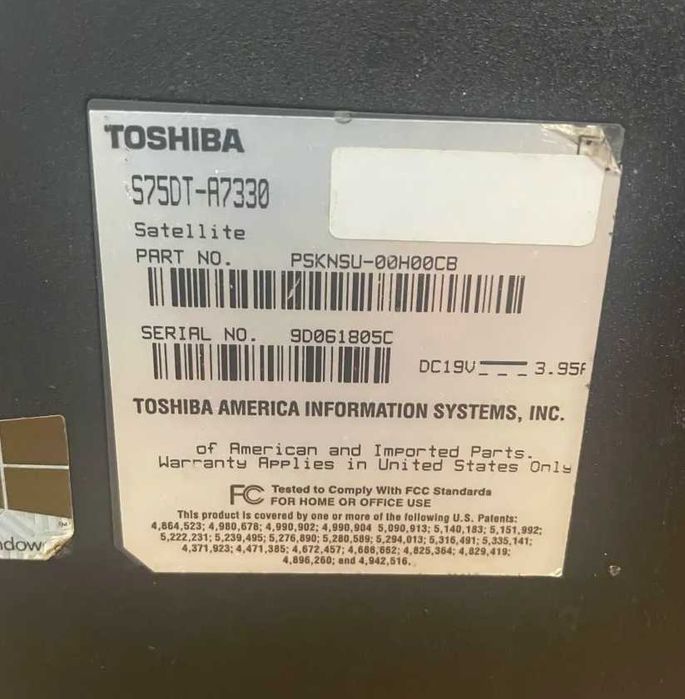 TOSHIBA
S75DT-A7330
Satellite
PART NO. PSKNSU-00H00CB
SERIAL NO. 9D061805C
DC19V 3.95A
TOSHIBA AMERICA INFORMATION SYSTEMS, INC.
of American and Imported Parts.
Warranty Applies in United States Only
FC Tested to Comply With FCC Standards
FOR HOME OR OFFICE USE
This product is covered by one or more of the following U.S. Patents:
4,864,523; 4,980,678; 4,990,902; 4,990,904 5,090,913; 5,140,183; 5,151,992;
5,222,231; 5,239,495; 5,276,890; 5,280,589; 5,294,013; 5,316,491; 5,335,141;
4,371,923; 4,471,385; 4,672,457; 4,686,662; 4,825,364; 4,829,419;
4,896,260; and 4,942,516.
ndow
TM